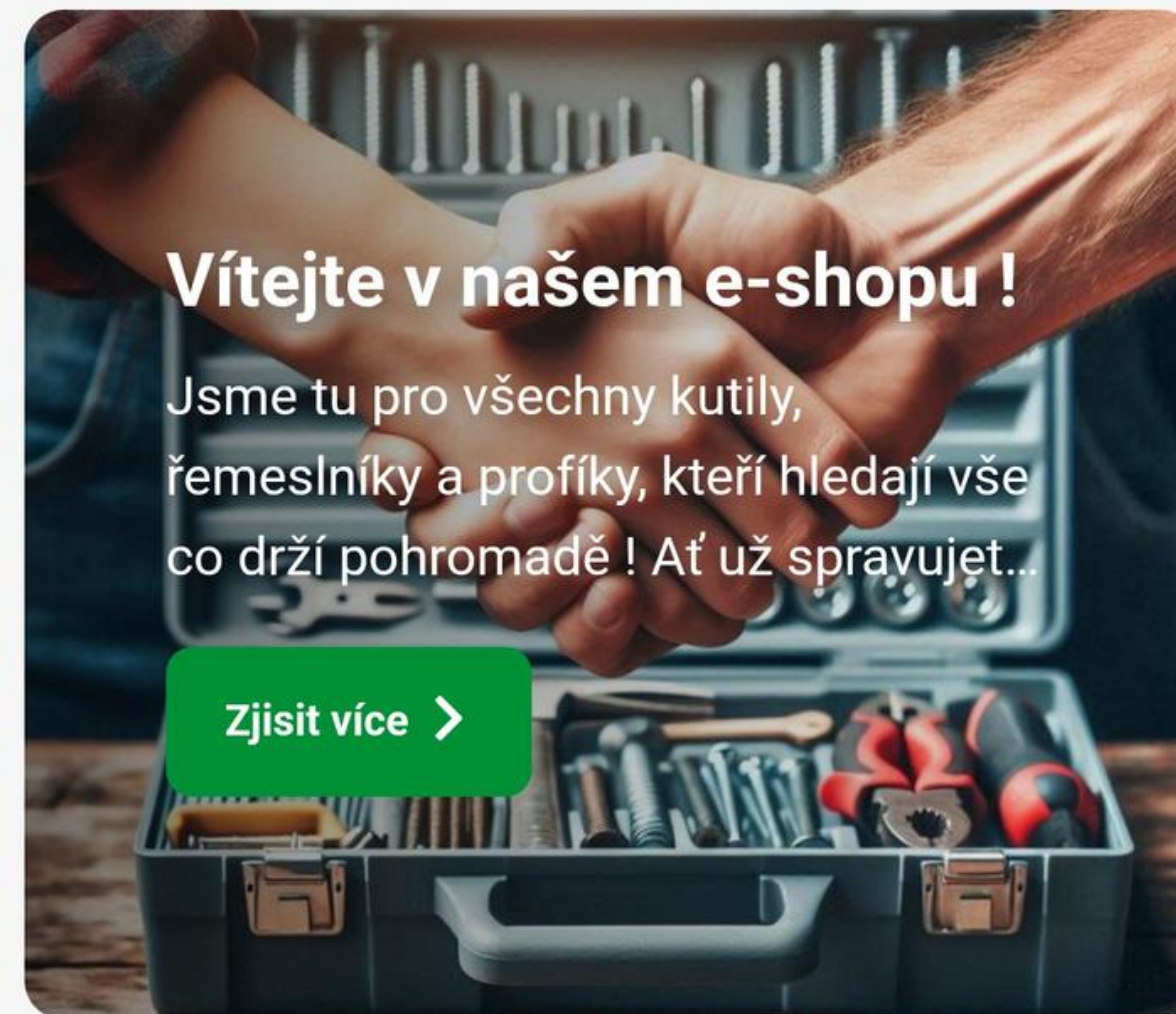 Vítejte v našem e-shopu !
Jsme tu pro všechny kutily,
řemeslníky a profíky, kteří hledají vše
co drží pohromadě ! Ať už spravujet...
Zjisit více